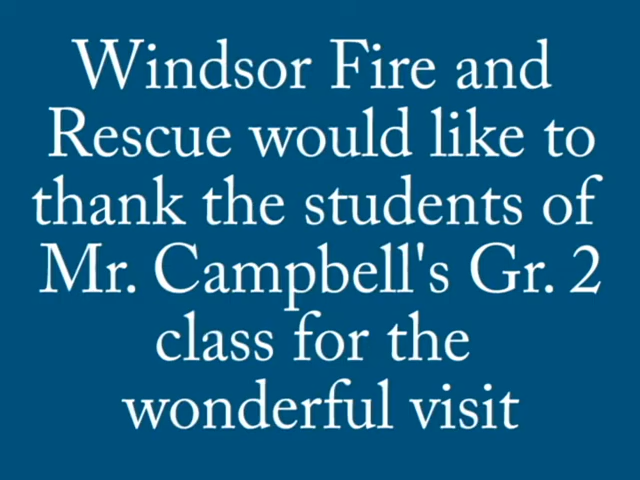 Windsor Fire and
Rescue would like to
thank the students of
Mr. Campbell's Gr. 2
class for the
wonderful visit